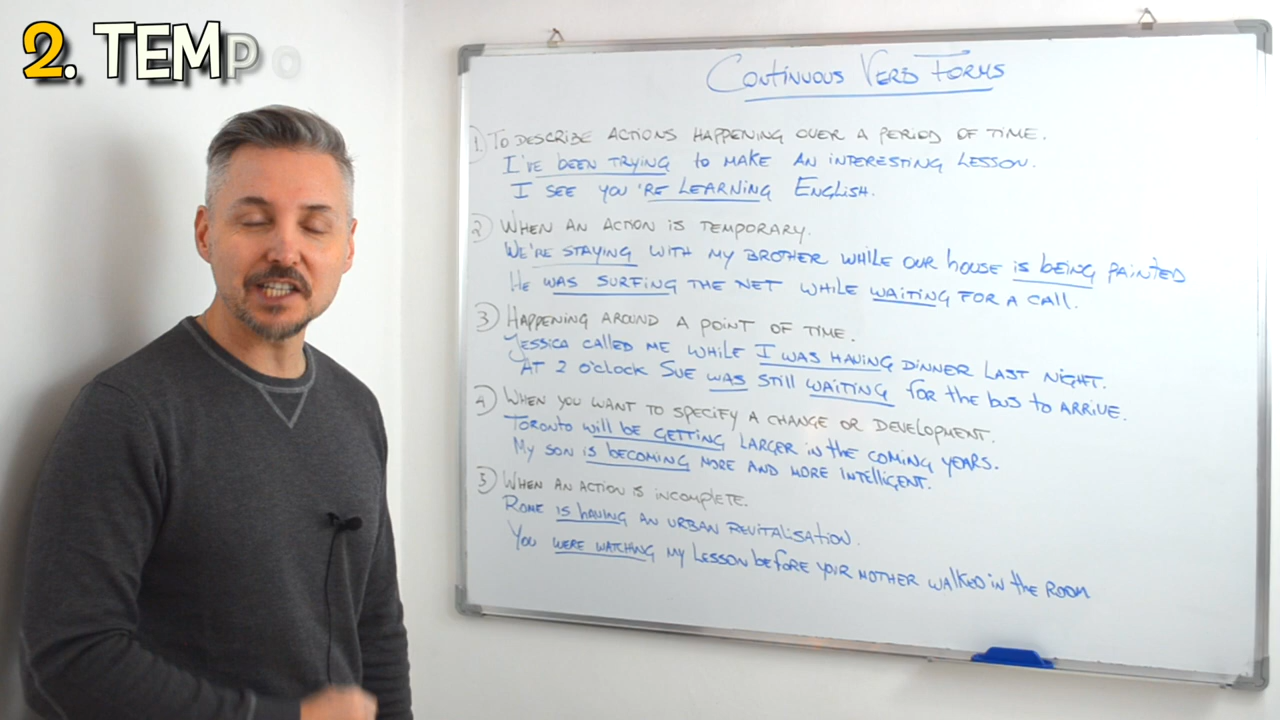 2. TEMPO
CONTINUOUS VERB FORMS
1) TO DESCRIBE ACTIONS HAPPENING OVER A PERIOD OF TIME.
I'VE BEEN TRYING TO MAKE AN INTERESTING LESSON.
I SEE YOU'RE LEARNING ENGLISH.
2) WHEN AN ACTION IS TEMPORARY.
WE'RE STAYING WITH MY BROTHER WHILE OUR HOUSE IS BEING PAINTED
HE WAS SURFING THE NET WHILE WAITING FOR A CALL.
3) HAPPENING AROUND A POINT OF TIME.
JESSICA CALLED ME WHILE I WAS HAVING DINNER LAST NIGHT.
AT 2 O'CLOCK SUE WAS STILL WAITING FOR THE BUS TO ARRIVE.
4) WHEN YOU WANT TO SPECIFY A CHANGE OR DEVELOPMENT.
TORONTO WILL BE GETTING LARGER IN THE COMING YEARS.
MY SON IS BECOMING MORE AND MORE INTELLIGENT.
5) WHEN AN ACTION IS INCOMPLETE.
ROME IS HAVING AN URBAN REVITALISATION.
YOU WERE WATCHING MY LESSON BEFORE YOUR MOTHER WALKED IN THE ROOM